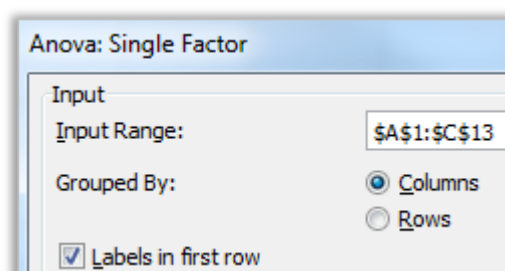 Anova: Single Factor
Input
Input Range: $A$1:$C$13
Grouped By: Columns
Rows
Labels in first row